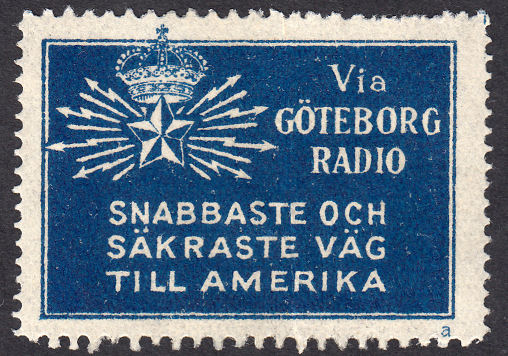 Via
GÖTEBORG
RADIO
SNABBASTE OCH
SÄKRASTE VÄG
TILL AMERIKA
a